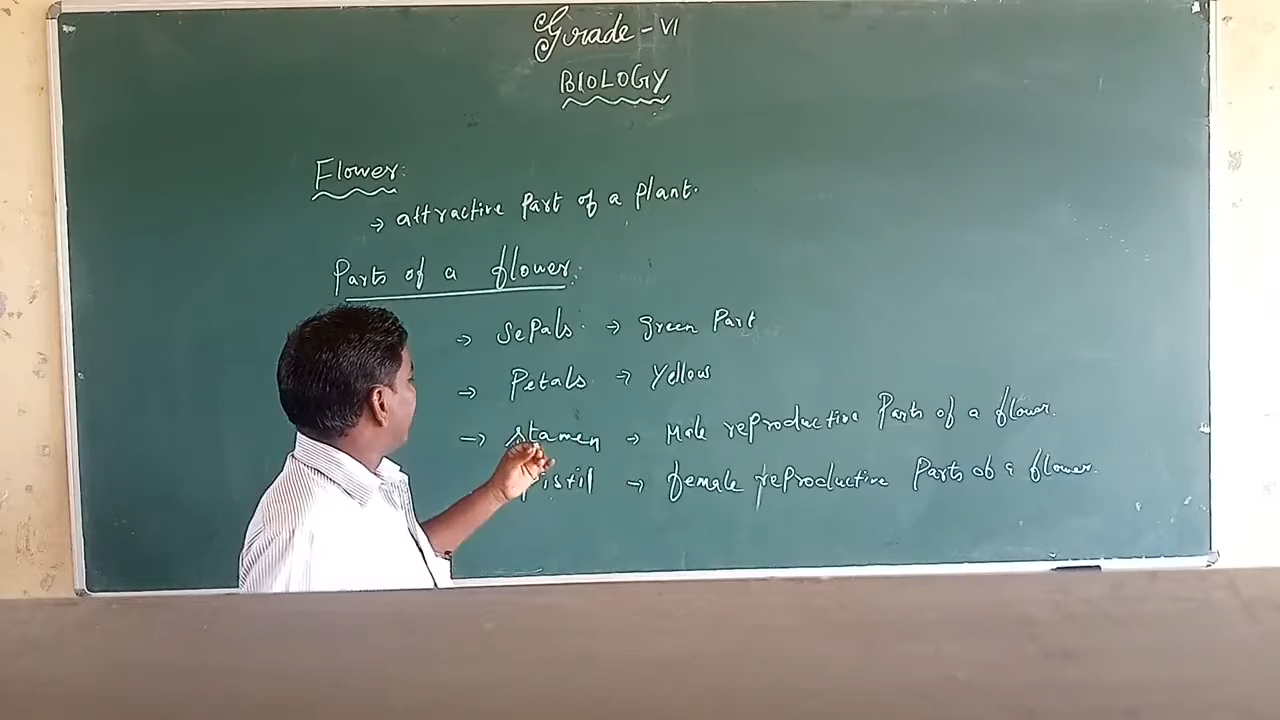 Grade - VI
BIOLOGY
Flower:
→ attractive part of a plant.
Parts of a flower:
→ Sepals. → green Part
→ Petals. → Yellow
→ stamen → Male reproductive Parts of a flower.
pistil → female reproductive Parts of a flower.